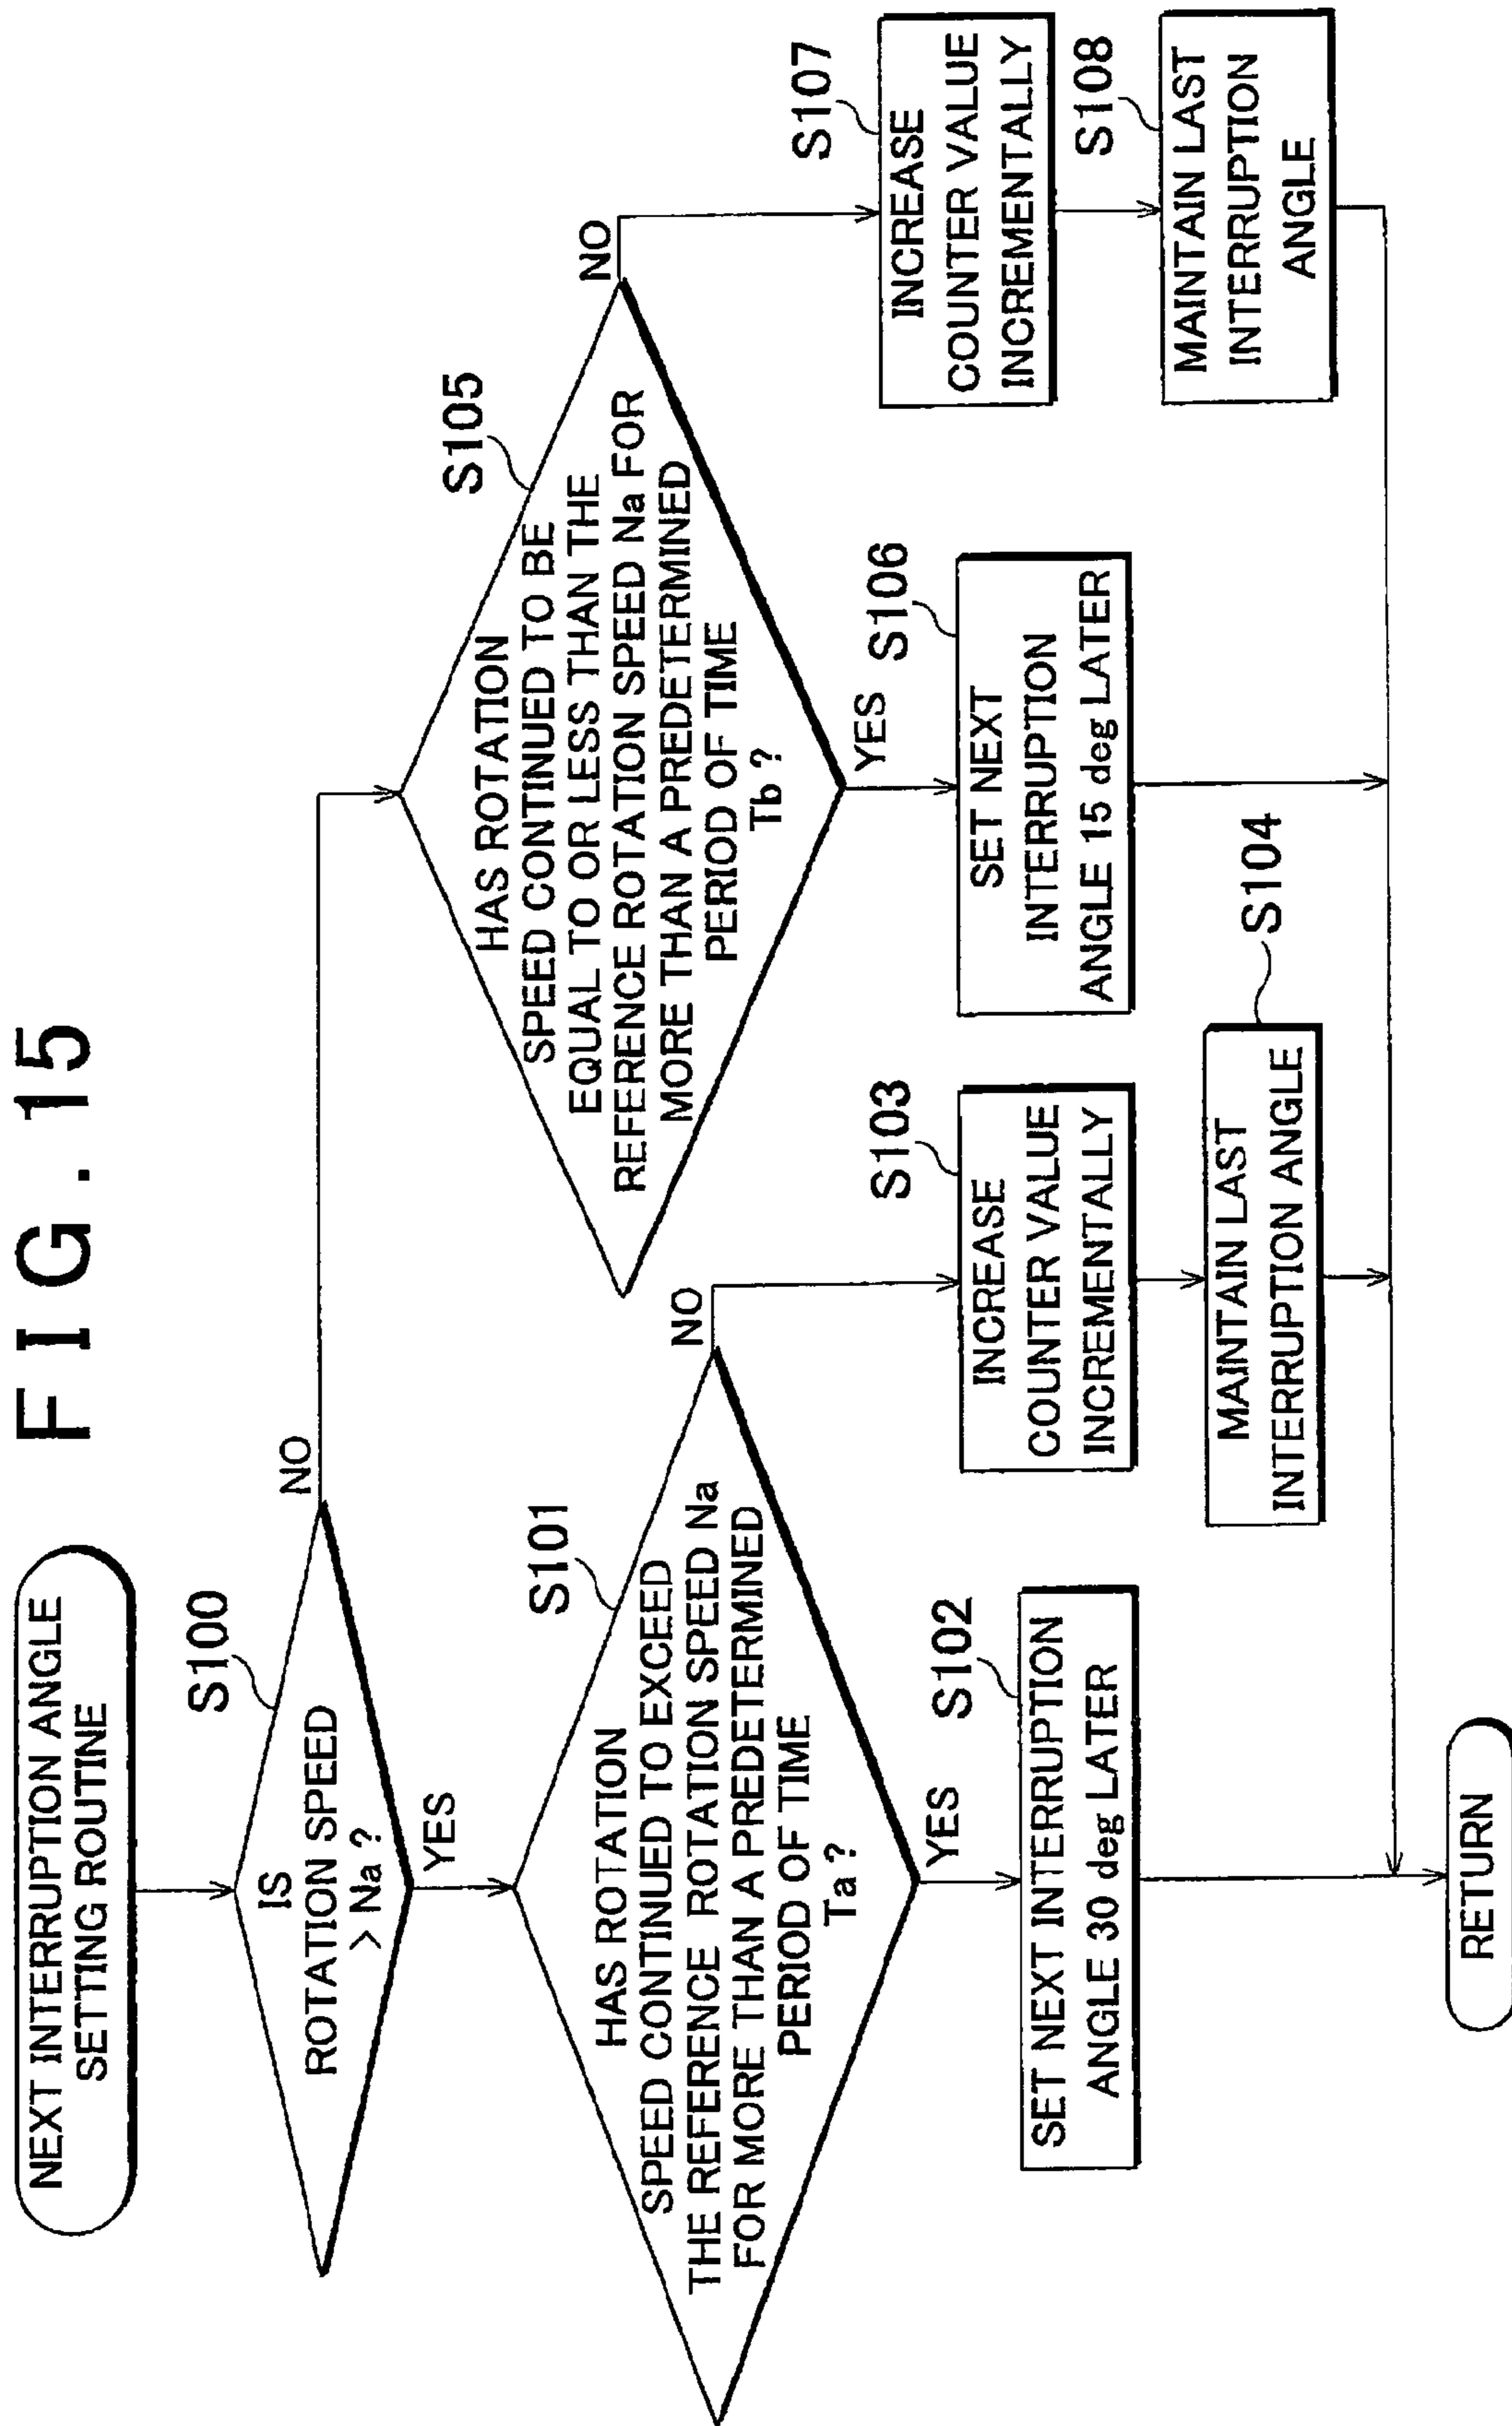 FIG. 15
NEXT INTERRUPTION ANGLE
SETTING ROUTINE
S100
IS
ROTATION SPEED
> Na ?
NO
YES
S101
HAS ROTATION
SPEED CONTINUED TO EXCEED
THE REFERENCE ROTATION SPEED Na
FOR MORE THAN A PREDETERMINED
PERIOD OF TIME
Ta ?
NO
YES
S102
SET NEXT INTERRUPTION
ANGLE 30 deg LATER
S103
INCREASE
COUNTER VALUE
INCREMENTALLY
S104
MAINTAIN LAST
INTERRUPTION ANGLE
S105
HAS ROTATION
SPEED CONTINUED TO BE
EQUAL TO OR LESS THAN THE
REFERENCE ROTATION SPEED Na FOR
MORE THAN A PREDETERMINED
PERIOD OF TIME
Tb ?
NO
YES
S106
SET NEXT
INTERRUPTION
ANGLE 15 deg LATER
S107
INCREASE
COUNTER VALUE
INCREMENTALLY
S108
MAINTAIN LAST
INTERRUPTION
ANGLE
RETURN